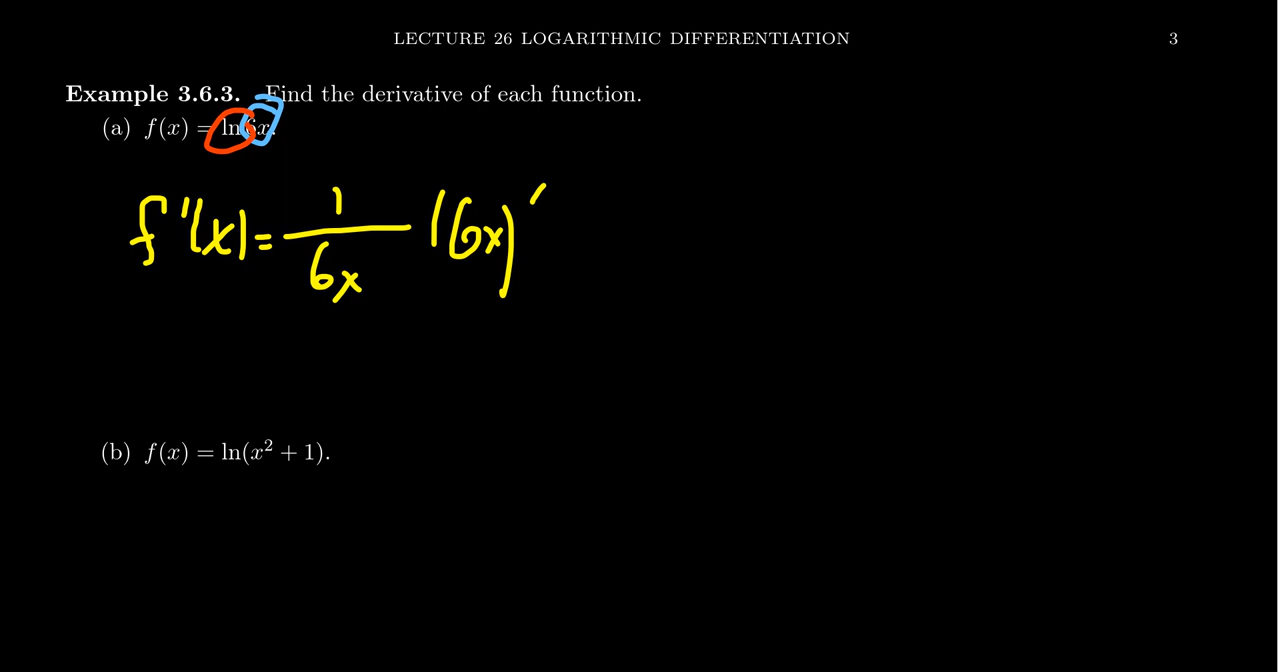 LECTURE 26 LOGARITHMIC DIFFERENTIATION 3
Example 3.6.3. Find the derivative of each function.
(a) f(x) = ln 6x.
f'(x) = 1/6x (6x)'
(b) f(x) = ln(x² + 1).